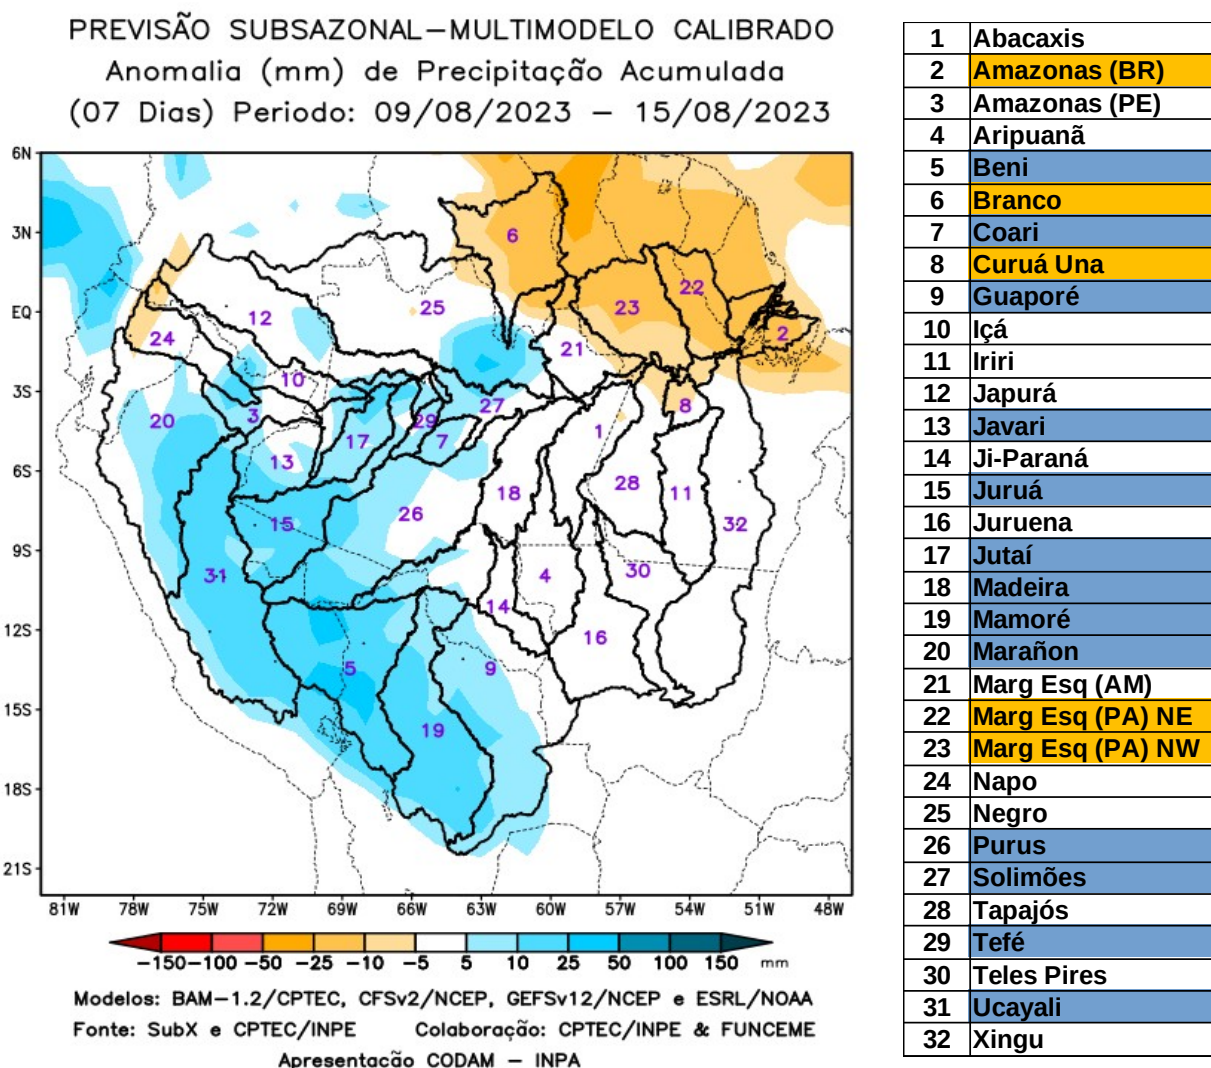 PREVISÃO SUBSAZONAL−MULTIMODELO CALIBRADO
Anomalia (mm) de Precipitação Acumulada
(07 Dias) Periodo: 09/08/2023 − 15/08/2023
6N
3N
EQ
3S
6S
9S
12S
15S
18S
21S
81W 78W 75W 72W 69W 66W 63W 60W 57W 54W 51W 48W
6
25
23
22
2
12
24
21
10
20
3
27
8
29
17
7
1
13
18
28
11
15
26
32
31
4
30
14
16
5
9
19
−150 −100 −50 −25 −10 −5 5 10 25 50 100 150 mm
Modelos: BAM−1.2/CPTEC, CFSv2/NCEP, GEFSv12/NCEP e ESRL/NOAA
Fonte: SubX e CPTEC/INPE Colaboração: CPTEC/INPE & FUNCEME
Apresentação CODAM − INPA
1 Abacaxis
2 Amazonas (BR)
3 Amazonas (PE)
4 Aripuanã
5 Beni
6 Branco
7 Coari
8 Curuá Una
9 Guaporé
10 Içá
11 Iriri
12 Japurá
13 Javari
14 Ji-Paraná
15 Juruá
16 Juruena
17 Jutaí
18 Madeira
19 Mamoré
20 Marañon
21 Marg Esq (AM)
22 Marg Esq (PA) NE
23 Marg Esq (PA) NW
24 Napo
25 Negro
26 Purus
27 Solimões
28 Tapajós
29 Tefé
30 Teles Pires
31 Ucayali
32 Xingu